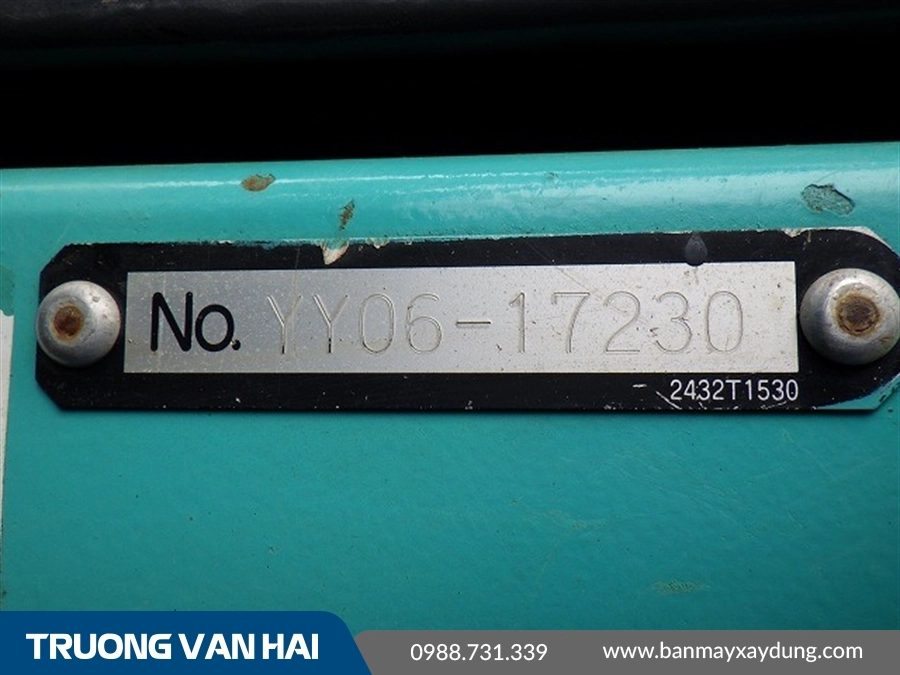 No. YY06-17230
2432T1530
TRUONG VAN HAI
0988.731.339
www.banmayxaydung.com